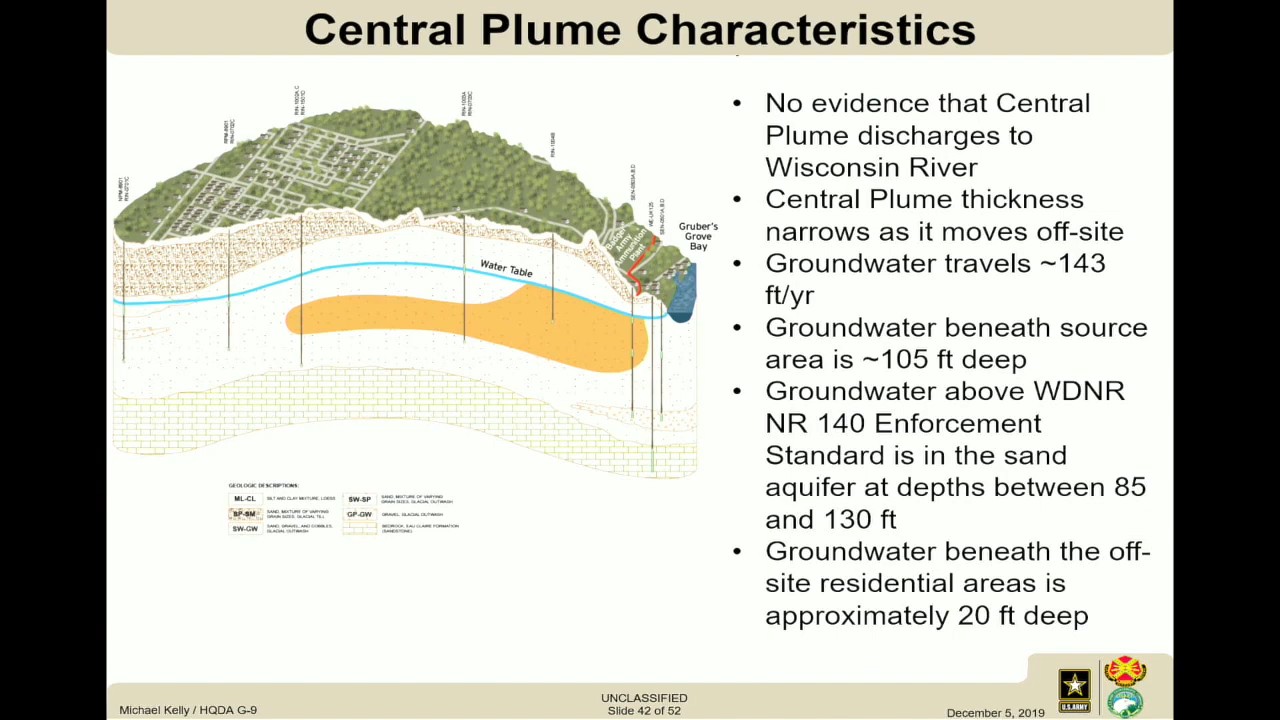 Central Plume Characteristics
• No evidence that Central
Plume discharges to
Wisconsin River
• Central Plume thickness
narrows as it moves off-site
• Groundwater travels ~143
ft/yr
• Groundwater beneath source
area is ~105 ft deep
• Groundwater above WDNR
NR 140 Enforcement
Standard is in the sand
aquifer at depths between 85
and 130 ft
• Groundwater beneath the off-
site residential areas is
approximately 20 ft deep
Gruber's
Grove
Bay
Badger
Army
Ammunition
Plant
Water Table
GEOLOGIC DESCRIPTIONS:
ML-CL SILT AND CLAY MIXTURE, LOESS
SP-SM SAND, MIXTURE OF VARYING
GRAIN SIZES, GLACIAL TILL
SW-GW SAND, GRAVEL, AND COBBLES,
GLACIAL OUTWASH
SW-SP SAND, MIXTURE OF VARYING
GRAIN SIZES, GLACIAL OUTWASH
GP-GW GRAVEL, GLACIAL OUTWASH
BEDROCK, EAU CLAIRE FORMATION
(SANDSTONE)
Michael Kelly / HQDA G-9
UNCLASSIFIED
Slide 42 of 52
December 5, 2019
U.S. ARMY